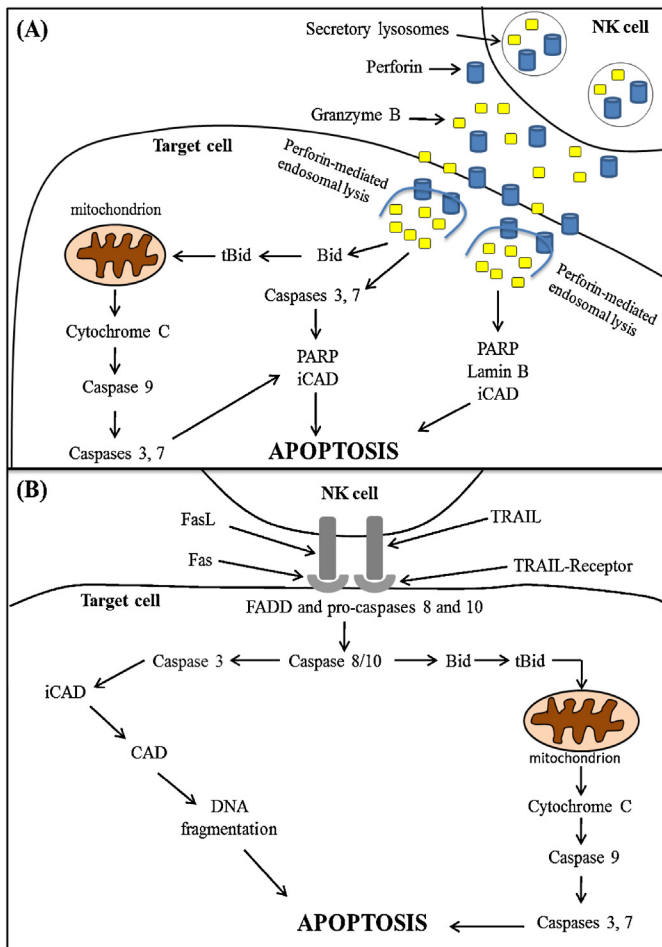 (A)
Secretory lysosomes
NK cell
Perforin
Granzyme B
Target cell
Perforin-mediated
endosomal lysis
mitochondrion
tBid
Bid
Perforin-mediated
endosomal lysis
Caspases 3, 7
Cytochrome C
PARP
iCAD
PARP
Lamin B
iCAD
Caspase 9
Caspases 3, 7
APOPTOSIS
(B)
NK cell
FasL
TRAIL
Fas
TRAIL-Receptor
Target cell
FADD and pro-caspases 8 and 10
Caspase 3
Caspase 8/10
Bid
tBid
iCAD
CAD
mitochondrion
DNA
fragmentation
Cytochrome C
Caspase 9
APOPTOSIS
Caspases 3, 7